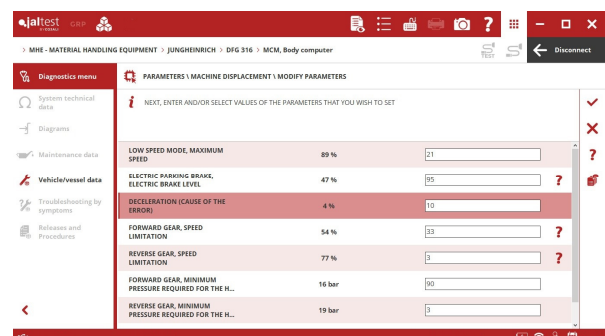 jaltest GRP
BY COJALI
?
> MHE - MATERIAL HANDLING EQUIPMENT > JUNGHEINRICH > DFG 316 > MCM, Body computer
TEST
Disconnect
Diagnostics menu
PARAMETERS \ MACHINE DISPLACEMENT \ MODIFY PARAMETERS
System technical
data
i NEXT, ENTER AND/OR SELECT VALUES OF THE PARAMETERS THAT YOU WISH TO SET
Diagrams
Maintenance data
Vehicle/vessel data
Troubleshooting by
symptoms
Releases and
Procedures
LOW SPEED MODE, MAXIMUM
SPEED
89 %
21
ELECTRIC PARKING BRAKE,
ELECTRIC BRAKE LEVEL
47 %
95
?
DECELERATION (CAUSE OF THE
ERROR)
4 %
10
FORWARD GEAR, SPEED
LIMITATION
54 %
33
?
REVERSE GEAR, SPEED
LIMITATION
77 %
3
?
FORWARD GEAR, MINIMUM
PRESSURE REQUIRED FOR THE H...
16 bar
90
REVERSE GEAR, MINIMUM
PRESSURE REQUIRED FOR THE H...
19 bar
3
?